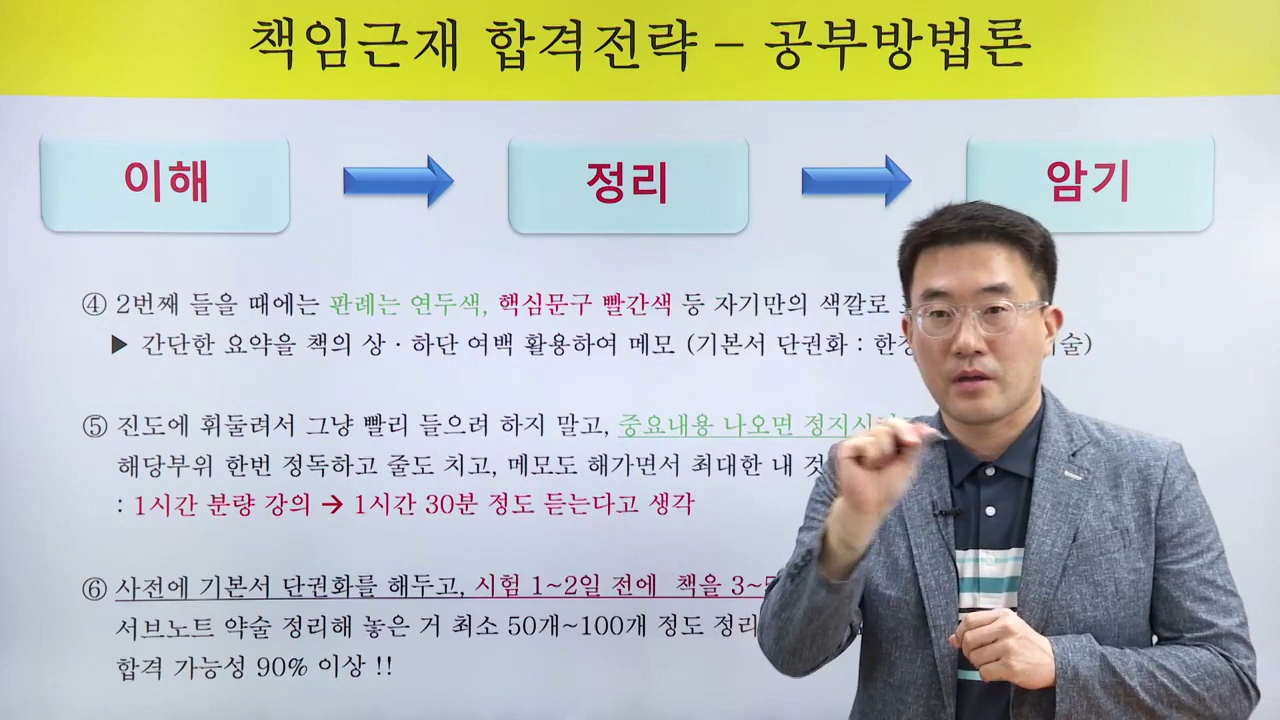 책임근재 합격전략 – 공부방법론
이해
정리
암기
④ 2번째 들을 때에는 판례는 연두색, 핵심문구 빨간색 등 자기만의 색깔로
▶ 간단한 요약을 책의 상·하단 여백 활용하여 메모 (기본서 단권화 : 술)
⑤ 진도에 휘둘려서 그냥 빨리 들으려 하지 말고, 중요내용 나오면
해당부위 한번 정독하고 줄도 치고, 메모도 해가면서 최대한 내
: 1시간 분량 강의 → 1시간 30분 정도 듣는다고 생각
⑥ 사전에 기본서 단권화를 해두고, 시험 1~2일 전에 책을
서브노트 약술 정리해 놓은 거 최소 50개~100개 정도
합격 가능성 90% 이상 !!